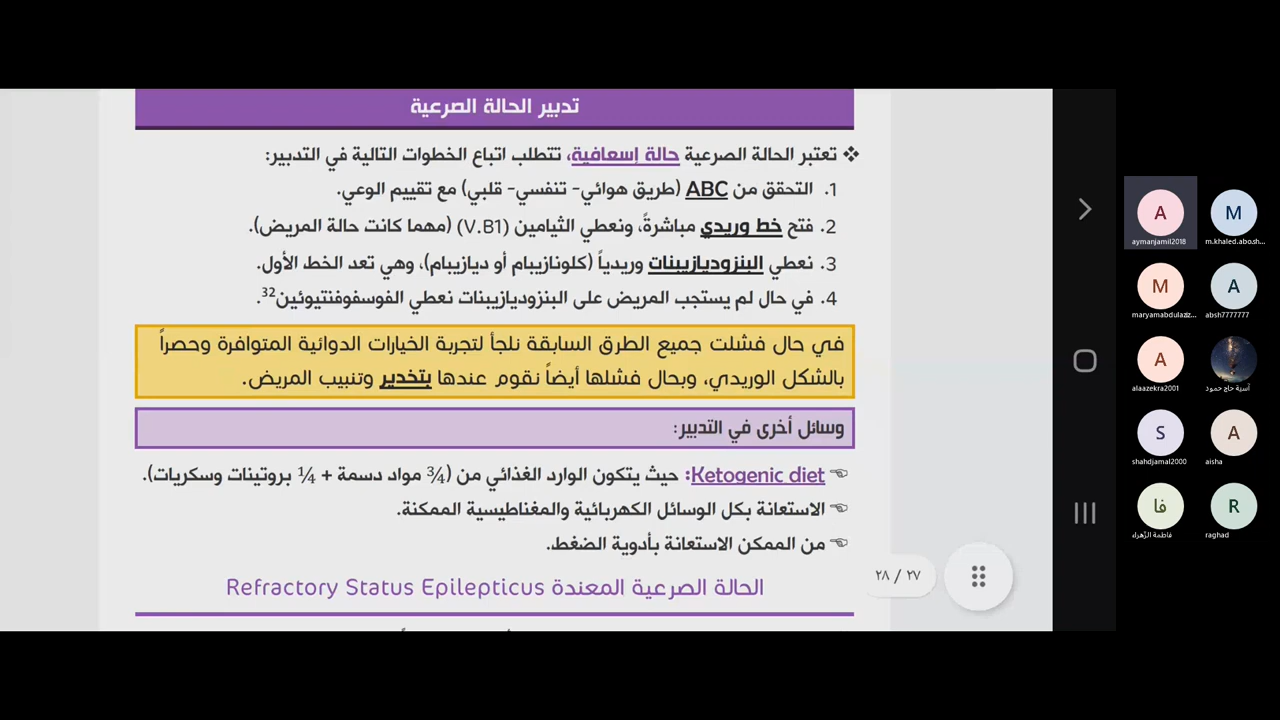 تدبير الحالة الصرعية
❖ تعتبر الحالة الصرعية حالة إسعافية، تتطلب اتباع الخطوات التالية في التدبير:
1. التحقق من ABC (طريق هوائي- تنفسي- قلبي) مع تقييم الوعي.
2. فتح خط وريدي مباشرةً، ونعطي الثيامين (V.B1) (مهما كانت حالة المريض).
3. نعطي البنزوديازيبنات وريدياً (كلونازيبام أو ديازيبام)، وهي تعد الخط الأول.
4. في حال لم يستجب المريض على البنزوديازيبنات نعطي الفوسفوفنتيوئين³².
في حال فشلت جميع الطرق السابقة نلجأ لتجربة الخيارات الدوائية المتوافرة وحصراً
بالشكل الوريدي، وبحال فشلها أيضاً نقوم عندها بتخدير وتنبيب المريض.
وسائل أخرى في التدبير:
☜ Ketogenic diet: حيث يتكون الوارد الغذائي من (¾ مواد دسمة + ¼ بروتينات وسكريات).
☜ الاستعانة بكل الوسائل الكهربائية والمغناطيسية الممكنة.
☜ من الممكن الاستعانة بأدوية الضغط.
الحالة الصرعية المعندة Refractory Status Epilepticus
٢٧ / ٢٨
A
M
aymanjamil2018
m.khaled.abo.sh...
M
A
maryamabdulaziz...
absh7777777
A
alaazekra2001
آسية حاج حمود
S
A
shahdjamal2000
aisha
فا
R
فاطمة الزهراء
raghad